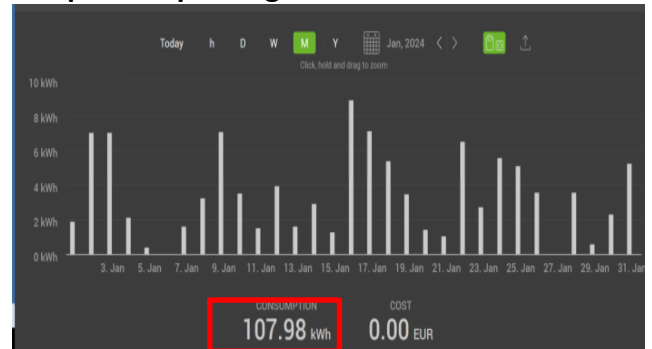 Today h D W M Y Jan, 2024 < >
Click, hold and drag to zoom
10 kWh
8 kWh
6 kWh
4 kWh
2 kWh
0 kWh
3. Jan 5. Jan 7. Jan 9. Jan 11. Jan 13. Jan 15. Jan 17. Jan 19. Jan 21. Jan 23. Jan 25. Jan 27. Jan 29. Jan 31. Jan
CONSUMPTION COST
107.98 kWh 0.00 EUR